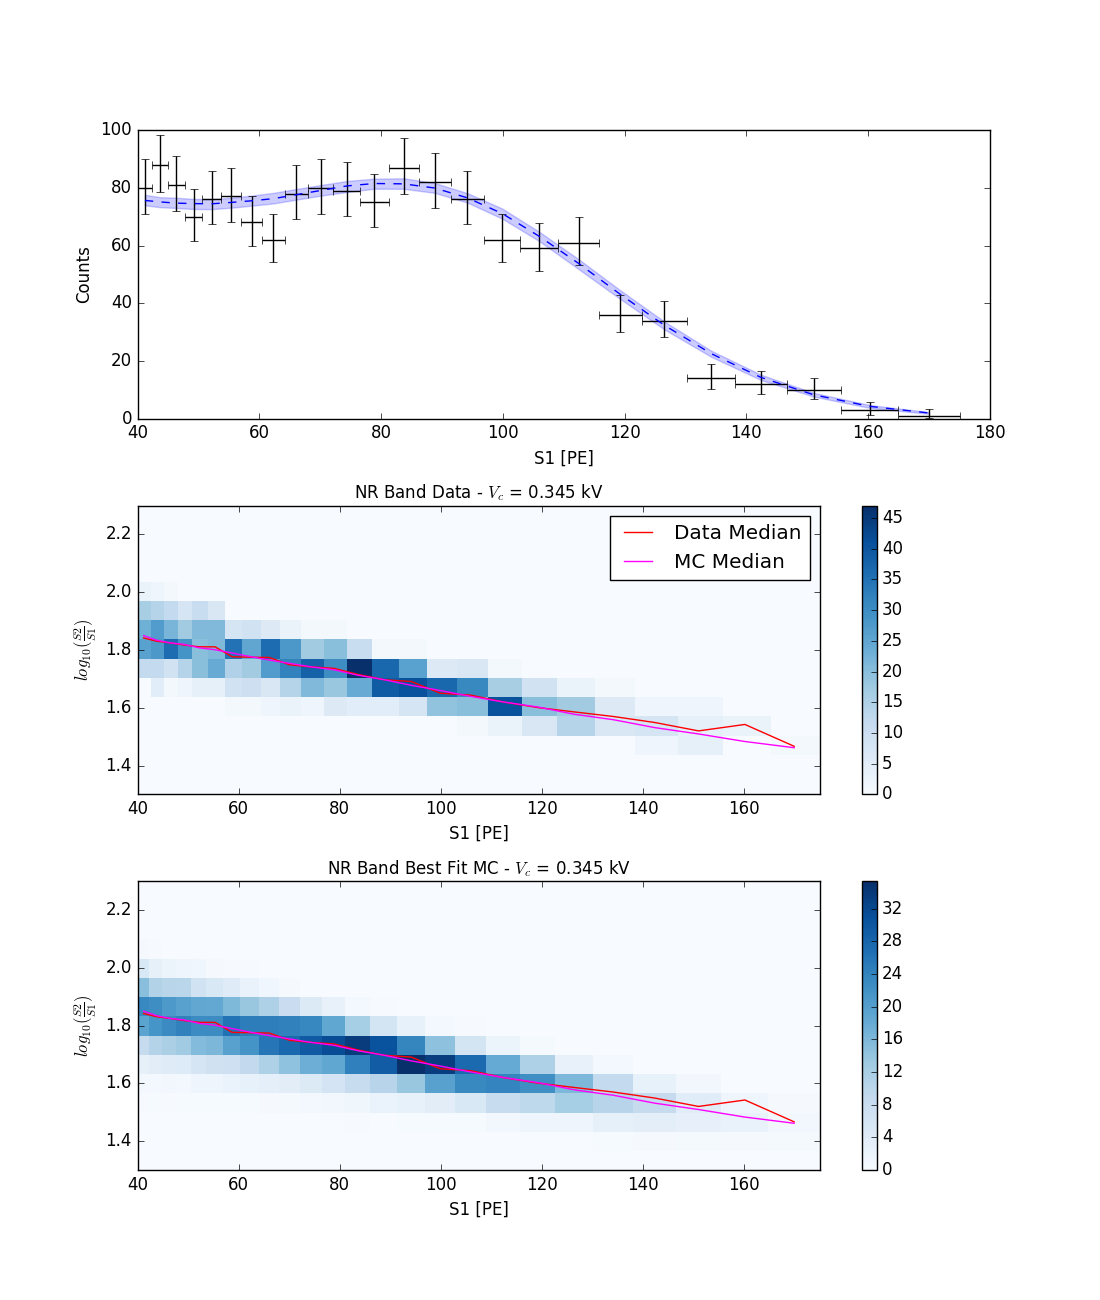 100
80
60
40
20
0
Counts
40 60 80 100 120 140 160 180
S1 [PE]
NR Band Data - V_c = 0.345 kV
2.2
2.0
1.8
1.6
1.4
log_10(S2/S1)
Data Median
MC Median
45
40
35
30
25
20
15
10
5
0
40 60 80 100 120 140 160
S1 [PE]
NR Band Best Fit MC - V_c = 0.345 kV
2.2
2.0
1.8
1.6
1.4
log_10(S2/S1)
32
28
24
20
16
12
8
4
0
40 60 80 100 120 140 160
S1 [PE]